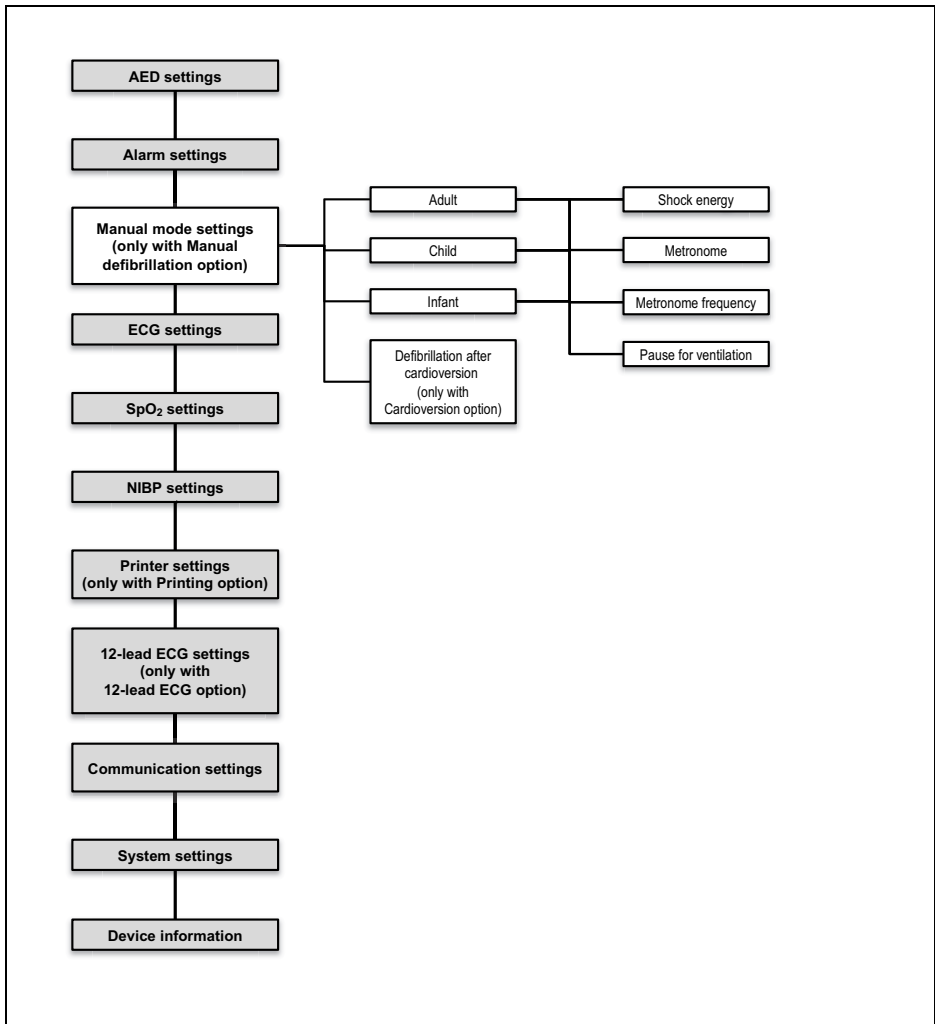 AED settings
Alarm settings
Manual mode settings
(only with Manual
defibrillation option)
Adult
Child
Infant
Defibrillation after
cardioversion
(only with
Cardioversion option)
Shock energy
Metronome
Metronome frequency
Pause for ventilation
ECG settings
SpO₂ settings
NIBP settings
Printer settings
(only with Printing option)
12-lead ECG settings
(only with
12-lead ECG option)
Communication settings
System settings
Device information